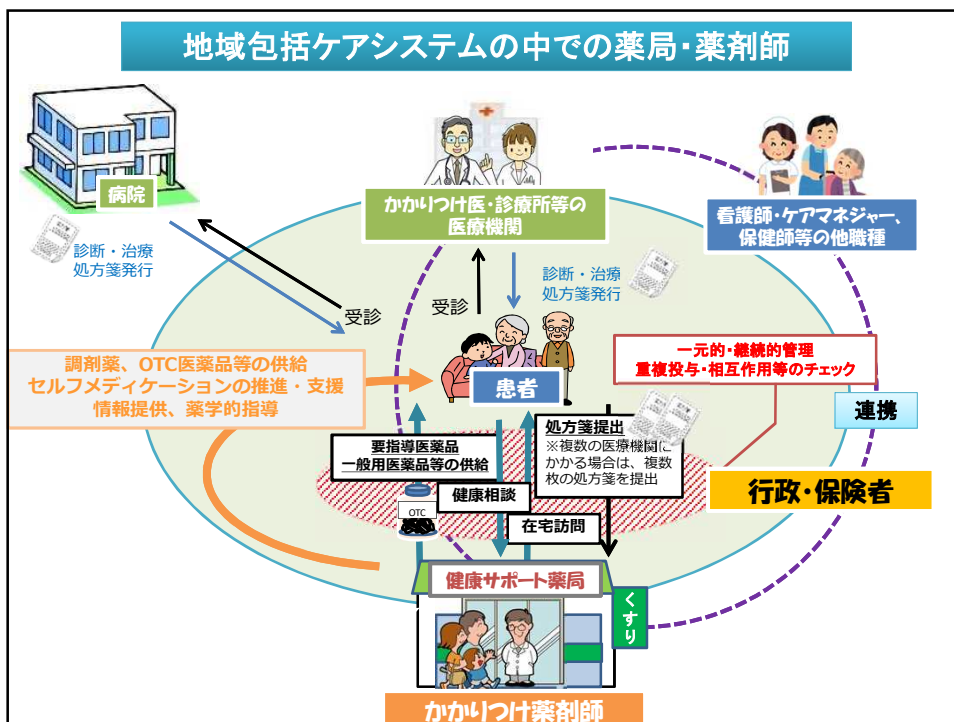 地域包括ケアシステムの中での薬局・薬剤師
病院
診断・治療
処方箋発行
受診
かかりつけ医・診療所等の
医療機関
受診
診断・治療
処方箋発行
看護師・ケアマネジャー、
保健師等の他職種
調剤薬、OTC医薬品等の供給
セルフメディケーションの推進・支援
情報提供、薬学的指導
患者
一元的・継続的管理
重複投与・相互作用等のチェック
連携
行政・保険者
要指導医薬品
一般用医薬品等の供給
OTC
健康相談
在宅訪問
処方箋提出
※複数の医療機関に
かかる場合は、複数
枚の処方箋を提出
健康サポート薬局
くすり
かかりつけ薬剤師